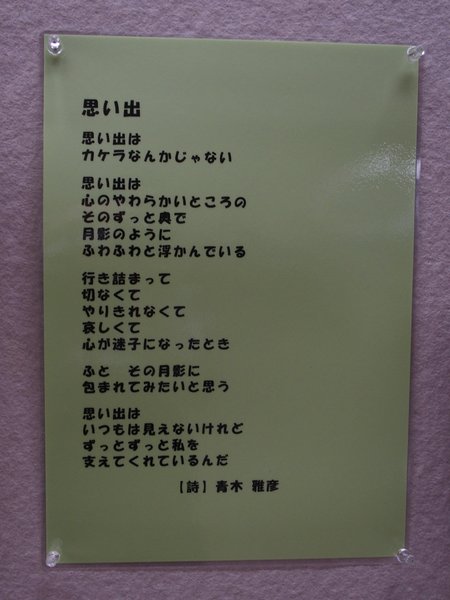 思い出
思い出は
カケラなんかじゃない
思い出は
心のやわらかいところの
そのずっと奥で
月影のように
ふわふわと浮かんでいる
行き詰まって
切なくて
やりきれなくて
哀しくて
心が迷子になったとき
ふと　その月影に
包まれてみたいと思う
思い出は
いつもは見えないけれど
ずっとずっと私を
支えてくれているんだ
【詩】青木 雅彦